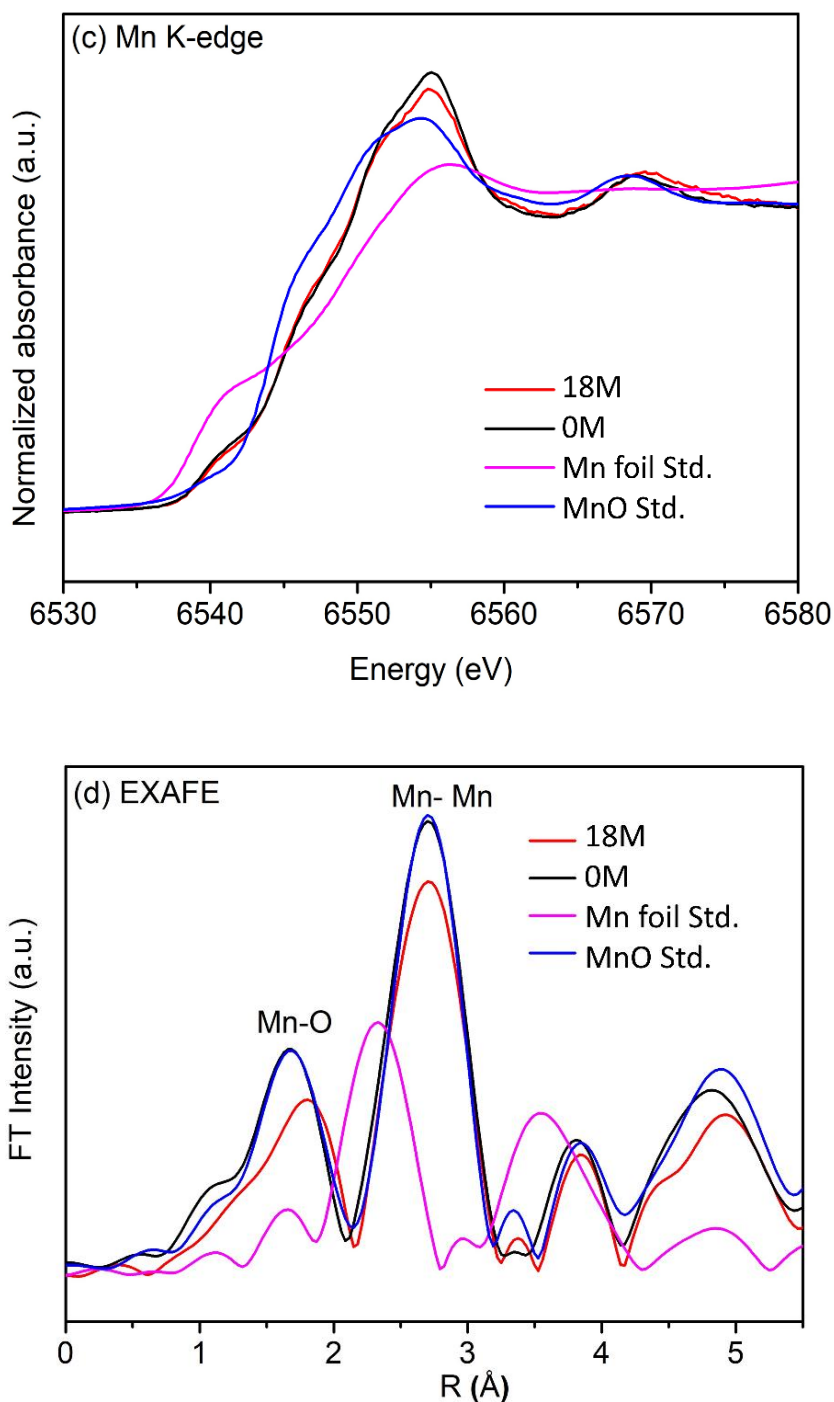 (c) Mn K-edge
Normalized absorbance (a.u.)
18M
0M
Mn foil Std.
MnO Std.
6530 6540 6550 6560 6570 6580
Energy (eV)
(d) EXAFE
Mn- Mn
18M
0M
Mn foil Std.
MnO Std.
Mn-O
FT Intensity (a.u.)
0 1 2 3 4 5
R (Å)